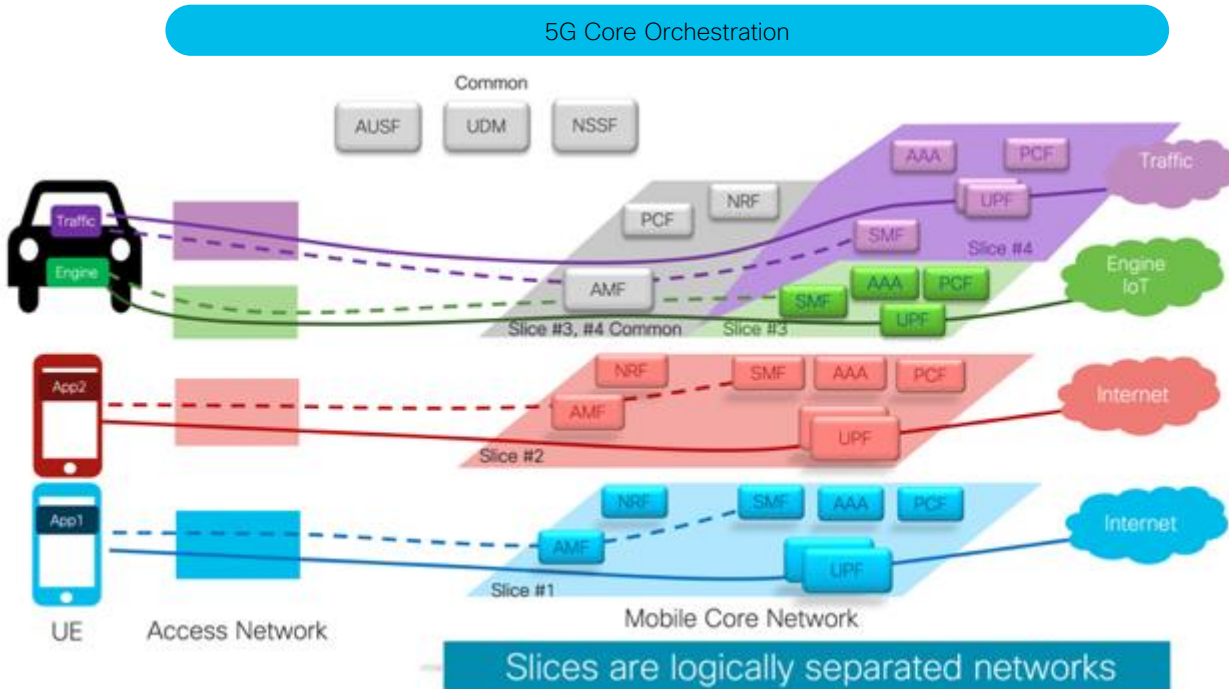 5G Core Orchestration
Common
AUSF
UDM
NSSF
AAA
PCF
Traffic
Traffic
PCF
NRF
UPF
SMF
Slice #4
Engine
Engine
IoT
AMF
SMF
AAA
PCF
UPF
Slice #3, #4 Common
Slice #3
App2
NRF
SMF
AAA
PCF
AMF
Internet
UPF
Slice #2
App1
NRF
SMF
AAA
PCF
AMF
Internet
UPF
Slice #1
UE
Access Network
Mobile Core Network
Slices are logically separated networks